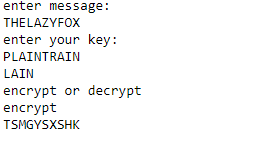 enter message:
THELAZYFOX
enter your key:
PLAINTRAIN
LAIN
encrypt or decrypt
encrypt
TSMGYSXSHK